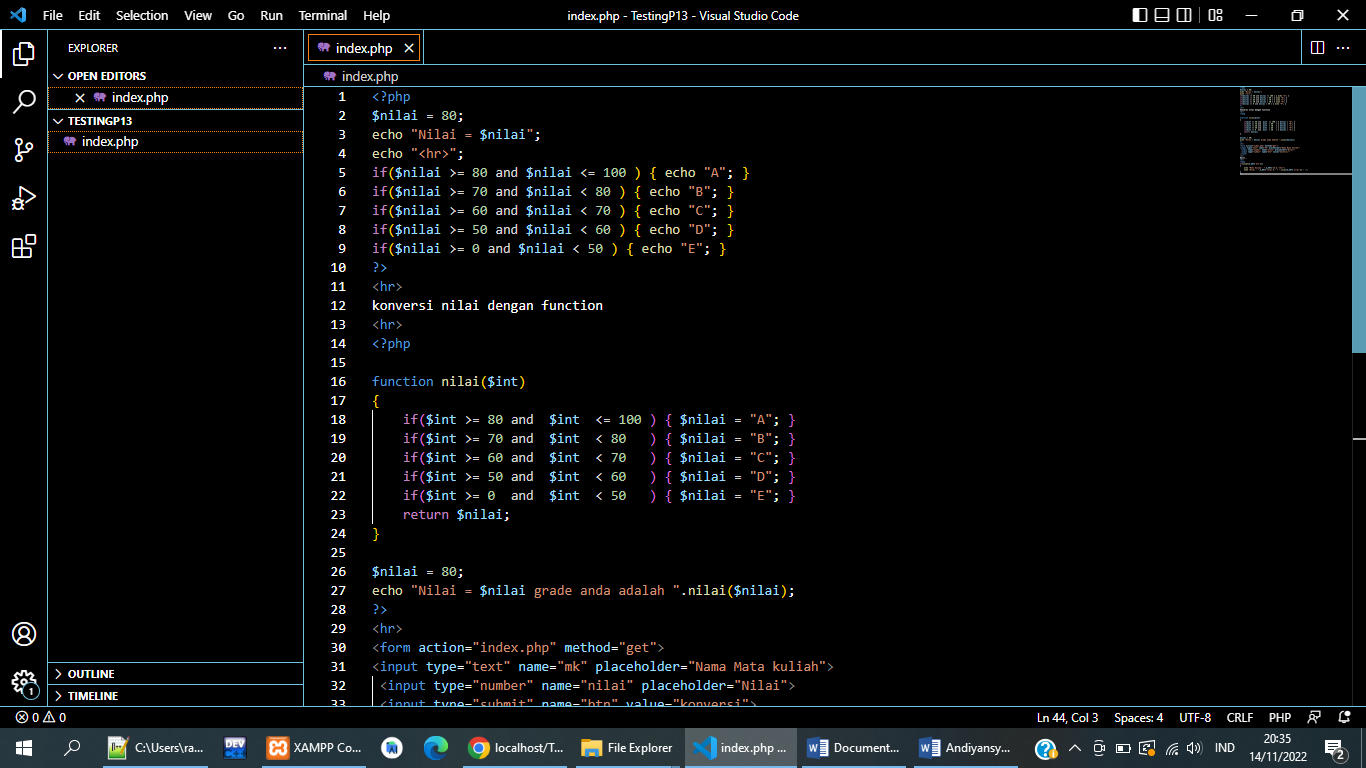 File Edit Selection View Go Run Terminal Help index.php - TestingP13 - Visual Studio Code
EXPLORER
OPEN EDITORS
index.php
TESTINGP13
index.php
OUTLINE
TIMELINE
index.php
index.php
1 <?php
2 $nilai = 80;
3 echo "Nilai = $nilai";
4 echo "<hr>";
5 if($nilai >= 80 and $nilai <= 100 ) { echo "A"; }
6 if($nilai >= 70 and $nilai < 80 ) { echo "B"; }
7 if($nilai >= 60 and $nilai < 70 ) { echo "C"; }
8 if($nilai >= 50 and $nilai < 60 ) { echo "D"; }
9 if($nilai >= 0 and $nilai < 50 ) { echo "E"; }
10 ?>
11 <hr>
12 konversi nilai dengan function
13 <hr>
14 <?php
15
16 function nilai($int)
17 {
18     if($int >= 80 and  $int  <= 100 ) { $nilai = "A"; }
19     if($int >= 70 and  $int  < 80   ) { $nilai = "B"; }
20     if($int >= 60 and  $int  < 70   ) { $nilai = "C"; }
21     if($int >= 50 and  $int  < 60   ) { $nilai = "D"; }
22     if($int >= 0  and  $int  < 50   ) { $nilai = "E"; }
23     return $nilai;
24 }
25
26 $nilai = 80;
27 echo "Nilai = $nilai grade anda adalah ".nilai($nilai);
28 ?>
29 <hr>
30 <form action="index.php" method="get">
31 <input type="text" name="mk" placeholder="Nama Mata kuliah">
32  <input type="number" name="nilai" placeholder="Nilai">
33  <input type="submit" name="btn" value="konversi">
0 0 Ln 44, Col 3 Spaces: 4 UTF-8 CRLF PHP
C:\Users\ra... DEV XAMPP Co... localhost/T... File Explorer index.php ... Document... Andiyansy... IND 20:35
14/11/2022 2